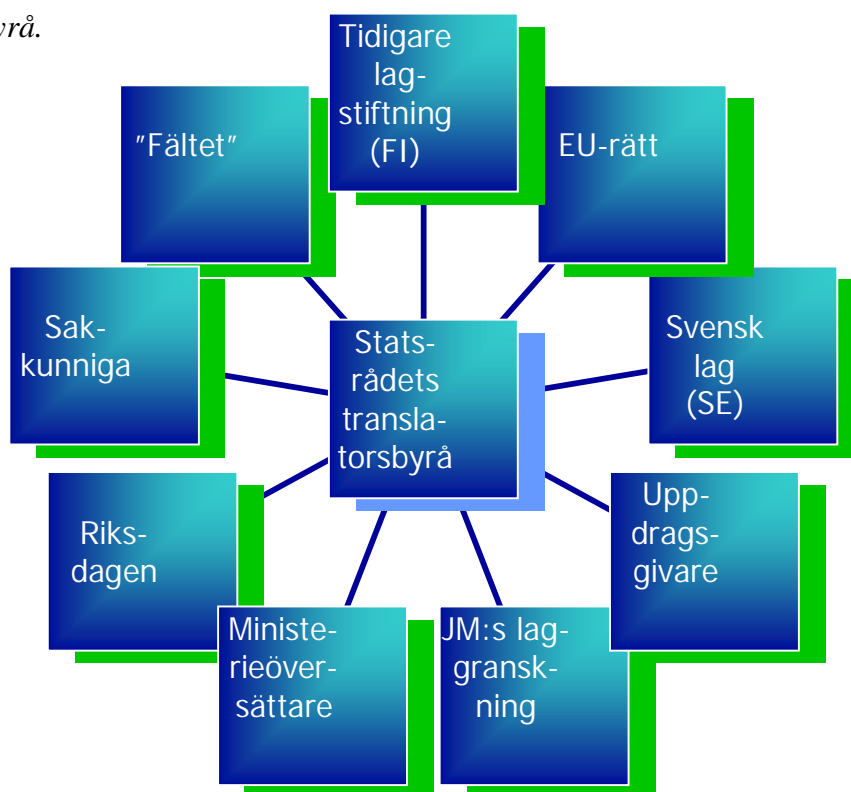 yrå.
Tidigare
lag-
stiftning
(FI)
"Fältet"
EU-rätt
Sak-
kunniga
Svensk
lag
(SE)
Stats-
rådets
transla-
torsbyrå
Riks-
dagen
Upp-
drags-
givare
Ministe-
rieöver-
sättare
JM:s lag-
gransk-
ning